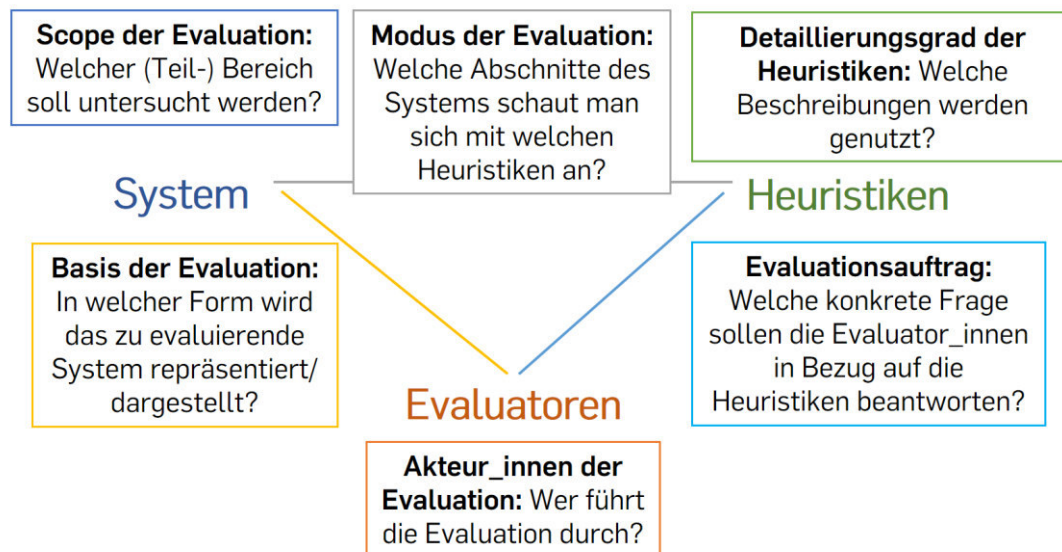 Scope der Evaluation:
Welcher (Teil-) Bereich
soll untersucht werden?
Modus der Evaluation:
Welche Abschnitte des
Systems schaut man
sich mit welchen
Heuristiken an?
Detaillierungsgrad der
Heuristiken: Welche
Beschreibungen werden
genutzt?
System
Heuristiken
Basis der Evaluation:
In welcher Form wird
das zu evaluierende
System repräsentiert/
dargestellt?
Evaluationsauftrag:
Welche konkrete Frage
sollen die Evaluator_innen
in Bezug auf die
Heuristiken beantworten?
Evaluatoren
Akteur_innen der
Evaluation: Wer führt
die Evaluation durch?